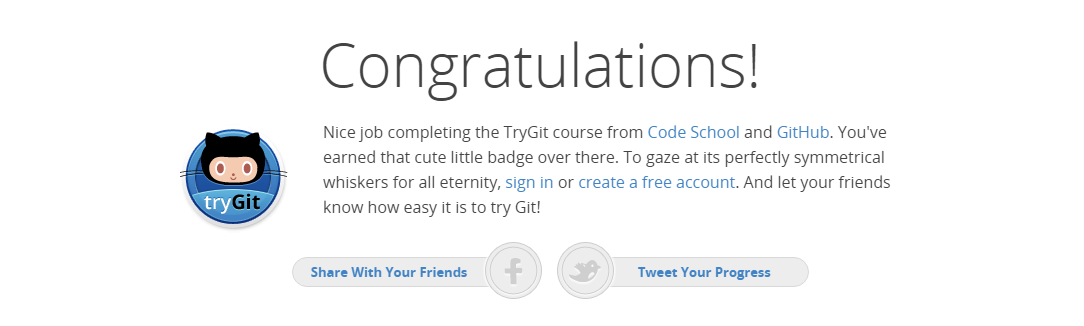 Congratulations!
Nice job completing the TryGit course from Code School and GitHub. You've
earned that cute little badge over there. To gaze at its perfectly symmetrical
whiskers for all eternity, sign in or create a free account. And let your friends
know how easy it is to try Git!
tryGit
Share With Your Friends
Tweet Your Progress